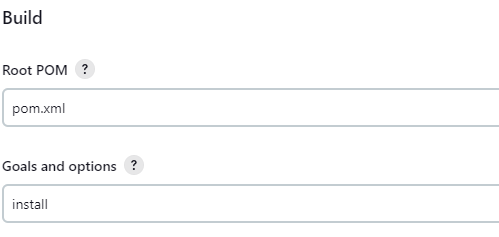 Build
Root POM ?
pom.xml
Goals and options ?
install